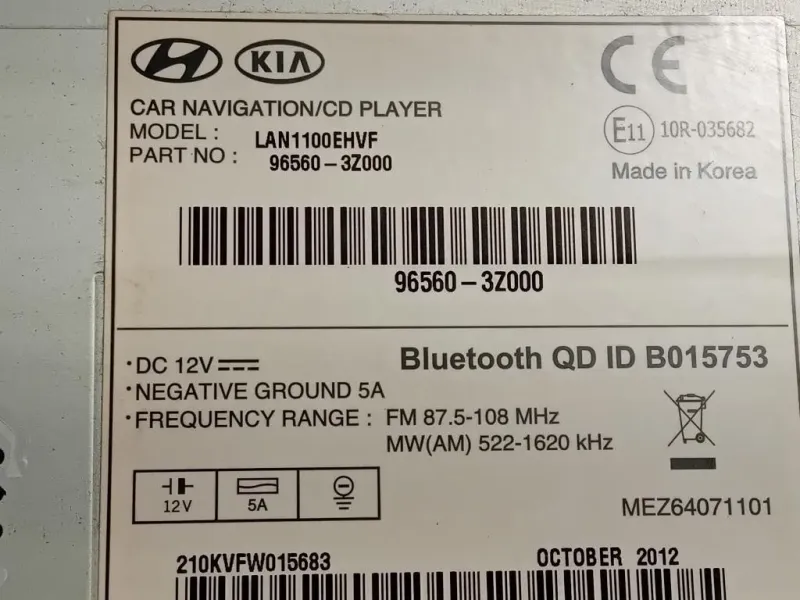 KIA
CE
CAR NAVIGATION/CD PLAYER
MODEL : LAN1100EHVF
PART NO : 96560-3Z000
E11 10R-035682
Made in Korea
96560-3Z000
•DC 12V
Bluetooth QD ID B015753
•NEGATIVE GROUND 5A
•FREQUENCY RANGE : FM 87.5-108 MHz
MW(AM) 522-1620 kHz
12V 5A
MEZ64071101
210KVFW015683
OCTOBER 2012